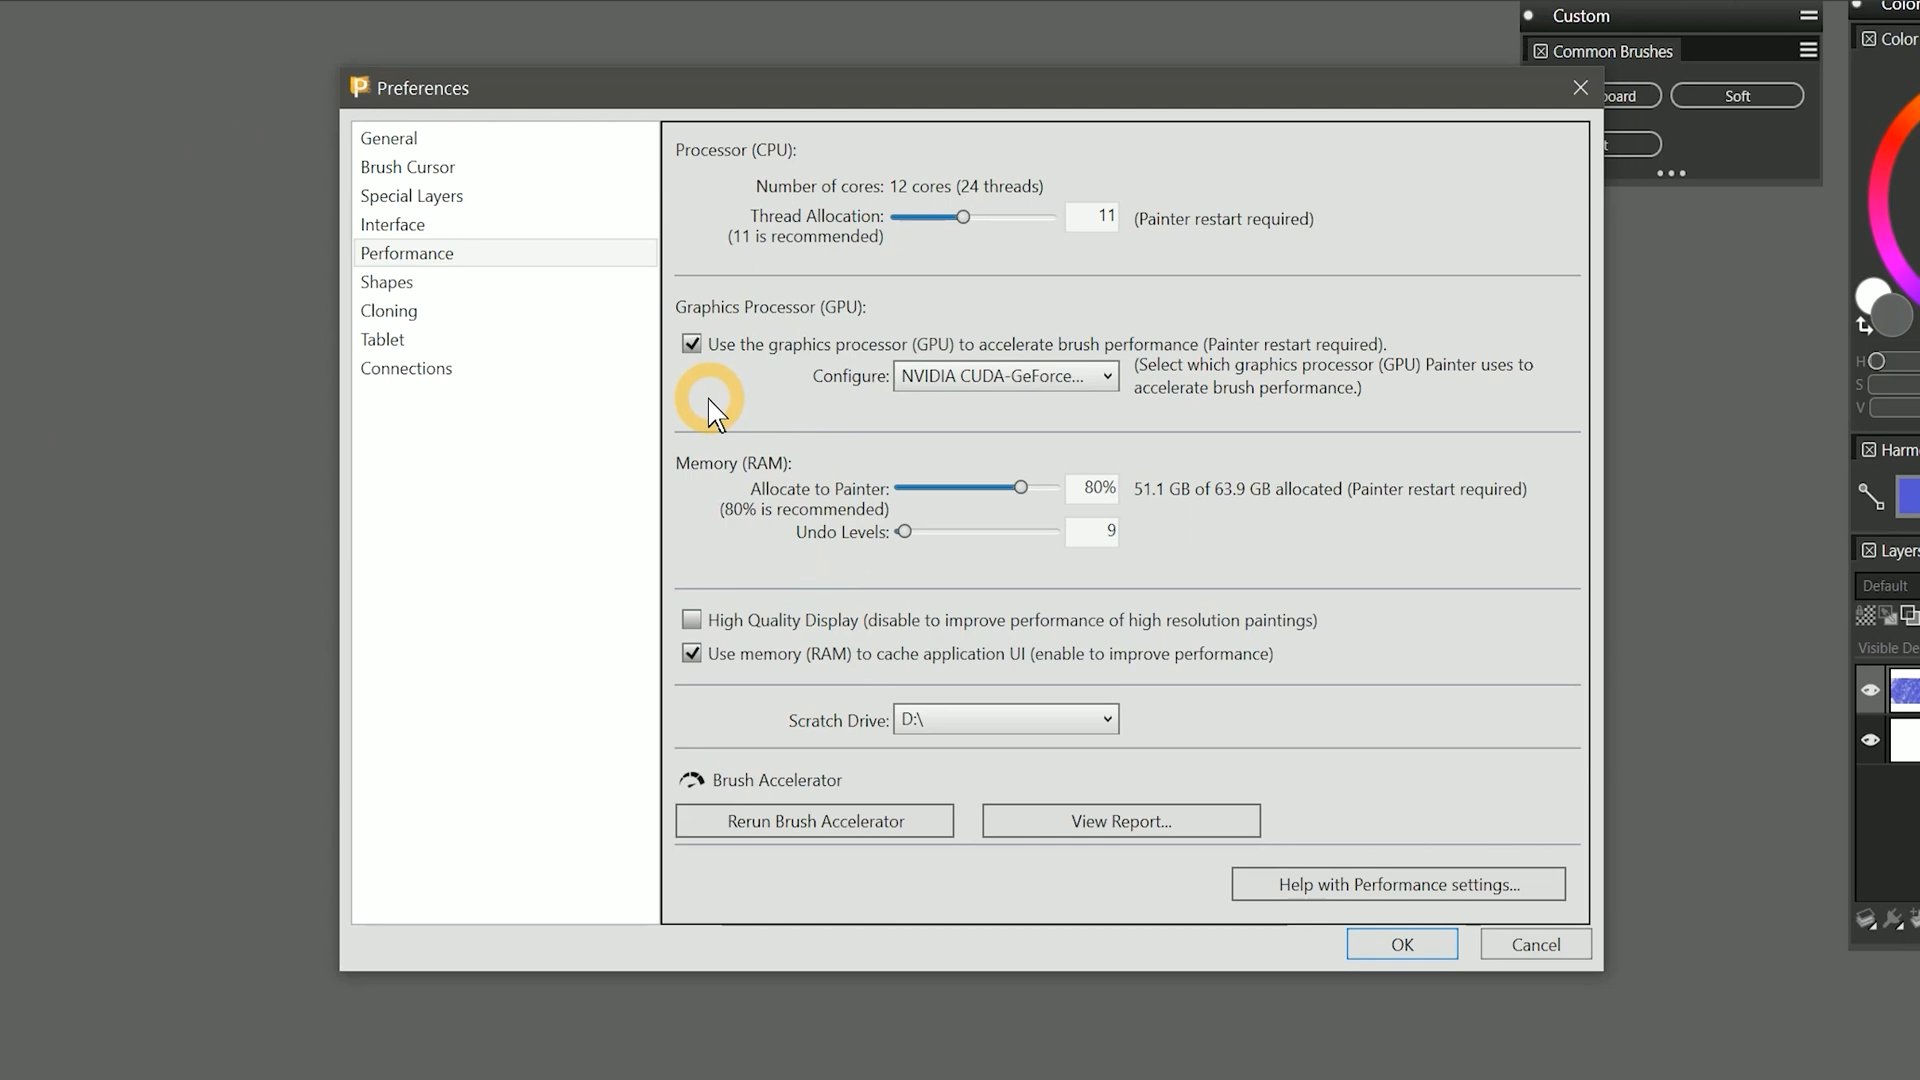 Custom
Color
Common Brushes
Color
board
Soft
t
Preferences
General
Brush Cursor
Special Layers
Interface
Performance
Shapes
Cloning
Tablet
Connections
Processor (CPU):
Number of cores: 12 cores (24 threads)
Thread Allocation:
11
(Painter restart required)
(11 is recommended)
Graphics Processor (GPU):
Use the graphics processor (GPU) to accelerate brush performance (Painter restart required).
Configure:
NVIDIA CUDA-GeForce...
(Select which graphics processor (GPU) Painter uses to
accelerate brush performance.)
Memory (RAM):
Allocate to Painter:
80%
51.1 GB of 63.9 GB allocated (Painter restart required)
(80% is recommended)
Undo Levels:
9
High Quality Display (disable to improve performance of high resolution paintings)
Use memory (RAM) to cache application UI (enable to improve performance)
Scratch Drive:
D:\
Brush Accelerator
Rerun Brush Accelerator
View Report...
Help with Performance settings...
OK
Cancel
H
S
V
Harm
Layers
Default
Visible De